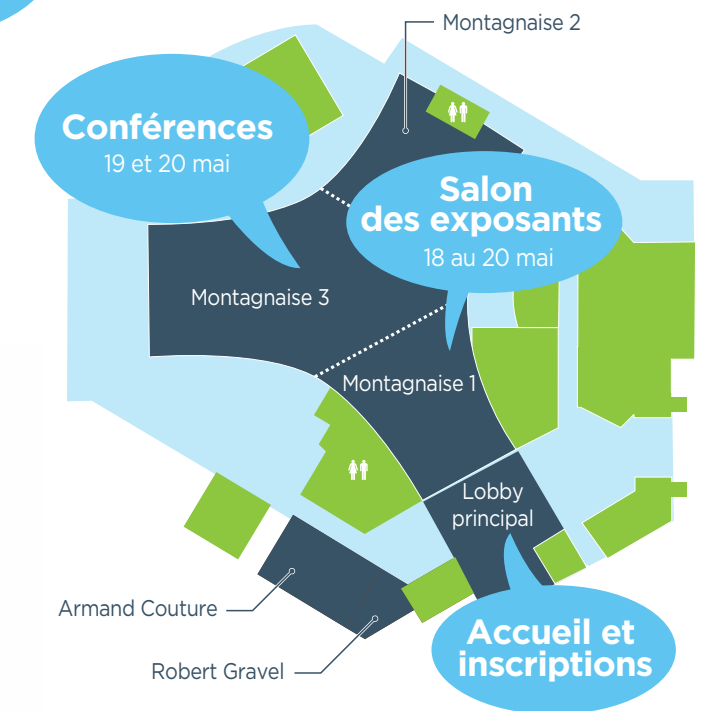 Montagnaise 2
Conférences
19 et 20 mai
Salon
des exposants
18 au 20 mai
Montagnaise 3
Montagnaise 1
Lobby
principal
Armand Couture
Robert Gravel
Accueil et
inscriptions